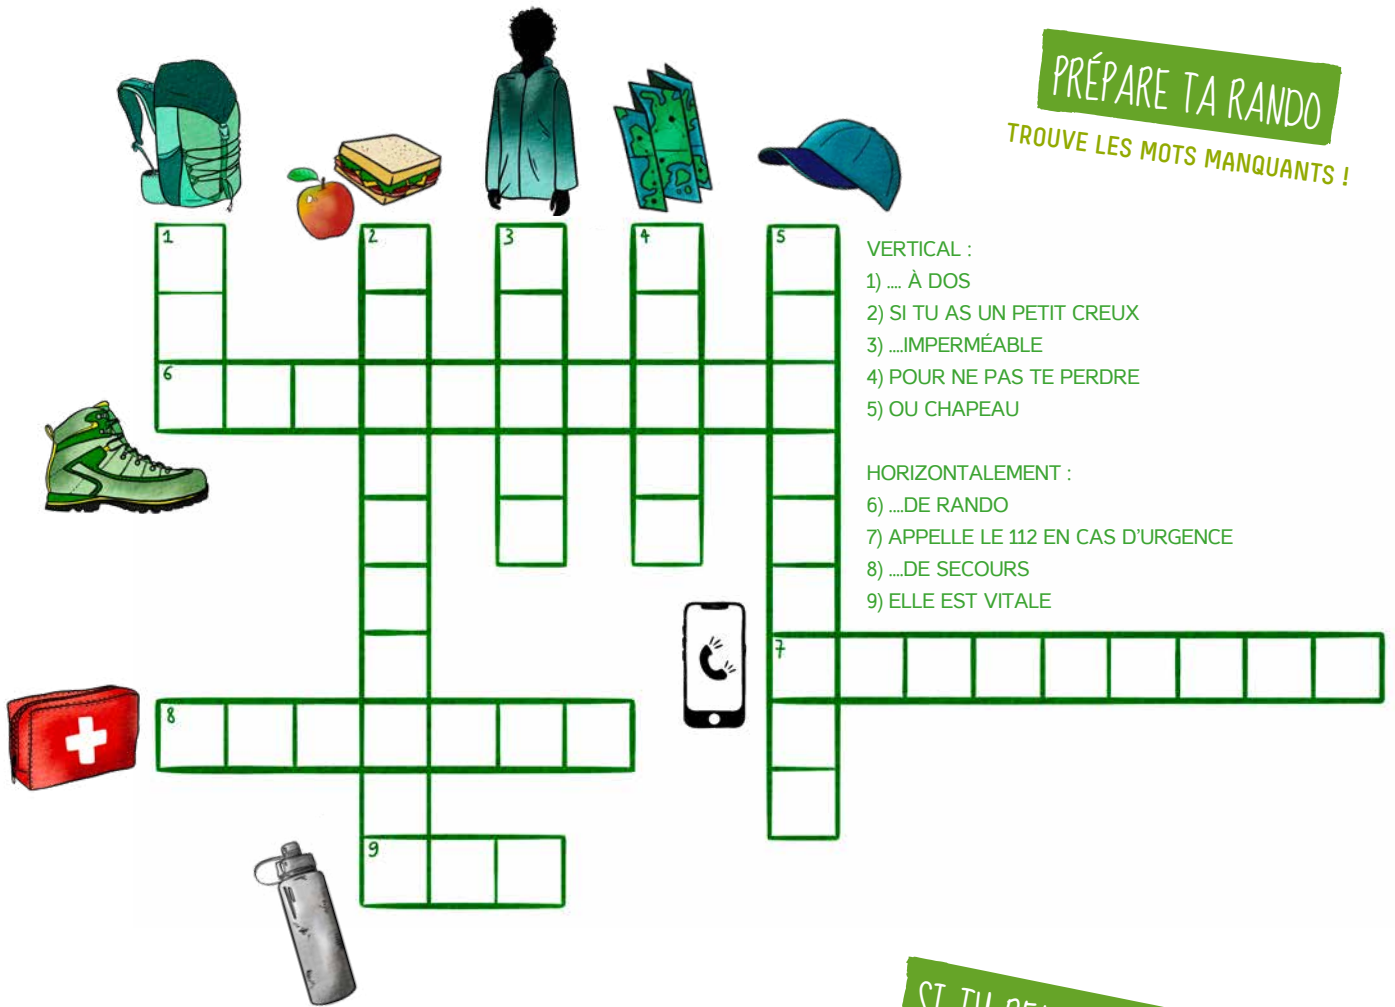 PRÉPARE TA RANDO
TROUVE LES MOTS MANQUANTS !
1
2
3
4
5
VERTICAL :
1) .... À DOS
2) SI TU AS UN PETIT CREUX
3) ....IMPERMÉABLE
4) POUR NE PAS TE PERDRE
5) OU CHAPEAU
6
HORIZONTALEMENT :
6) ....DE RANDO
7) APPELLE LE 112 EN CAS D'URGENCE
8) ....DE SECOURS
9) ELLE EST VITALE
7
8
9
SI TU